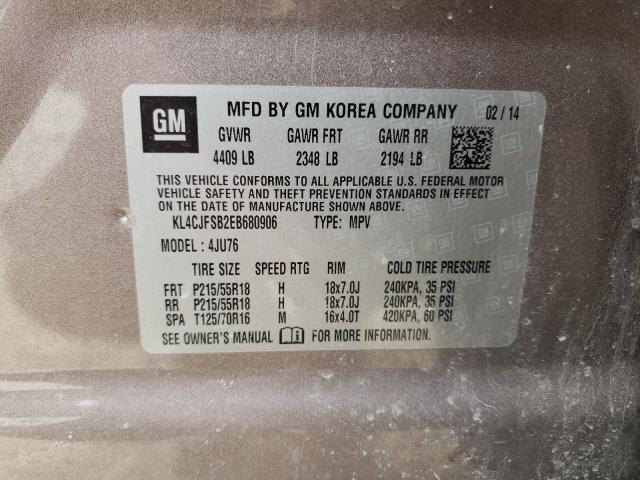 GM MFD BY GM KOREA COMPANY 02/14
GVWR GAWR FRT GAWR RR
4409 LB 2348 LB 2194 LB
THIS VEHICLE CONFORMS TO ALL APPLICABLE U.S. FEDERAL MOTOR
VEHICLE SAFETY AND THEFT PREVENTION STANDARDS IN EFFECT
ON THE DATE OF MANUFACTURE SHOWN ABOVE.
KL4CJFSB2EB680906 TYPE: MPV
MODEL: 4JU76
TIRE SIZE SPEED RTG RIM COLD TIRE PRESSURE
FRT P215/55R18 H 18x7.0J 240KPA, 35 PSI
RR P215/55R18 H 18x7.0J 240KPA, 35 PSI
SPA T125/70R16 M 16x4.0T 420KPA, 60 PSI
SEE OWNER'S MANUAL FOR MORE INFORMATION.